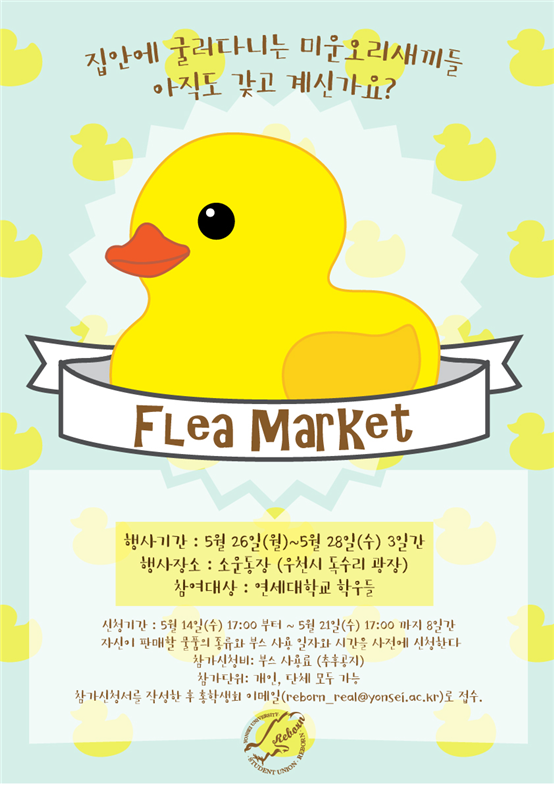 집안에 굴러다니는 미운오리새끼들
아직도 갖고 계신가요?
Flea Market
행사기간 : 5월 26일(월)~5월 28일(수) 3일간
행사장소 : 소운동장 (우천시 독수리 광장)
참여대상 : 연세대학교 학우들
신청기간 : 5월 14일(수) 17:00 부터 ~ 5월 21일(수) 17:00 까지 8일간
자신이 판매할 물품의 종류와 부스 사용 일자와 시간을 사전에 신청한다
참가신청비: 부스 사용료 (추후공지)
참가단위: 개인, 단체 모두 가능
참가신청서를 작성한 후 총학생회 이메일(reborn_real@yonsei.ac.kr)로 접수.
YONSEI UNIVERSITY
Reborn
STUDENT UNION · REBORN